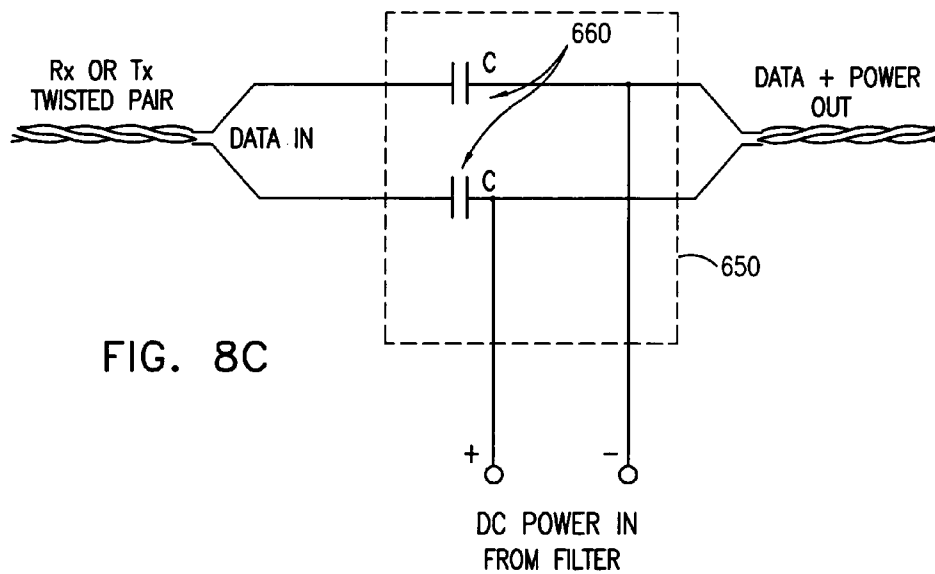 660
C
Rx OR Tx
TWISTED PAIR
DATA IN
DATA + POWER
OUT
C
650
FIG. 8C
+
-
DC POWER IN
FROM FILTER